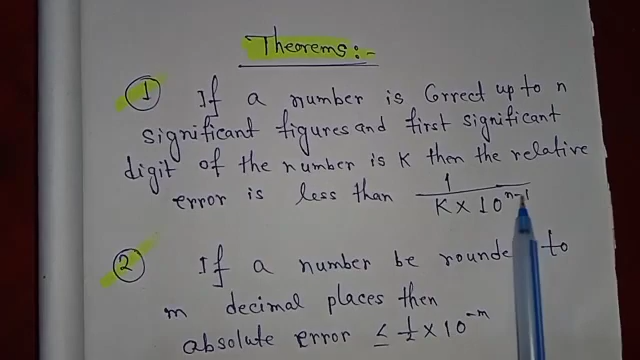 Theorems:-
① If a number is Correct up to n
significant figures and first significant
digit of the number is K then the relative
error is less than 1/(K × 10^(n-1))
② If a number be rounded to
m decimal places then
absolute error ≤ 1/2 × 10^(-m)